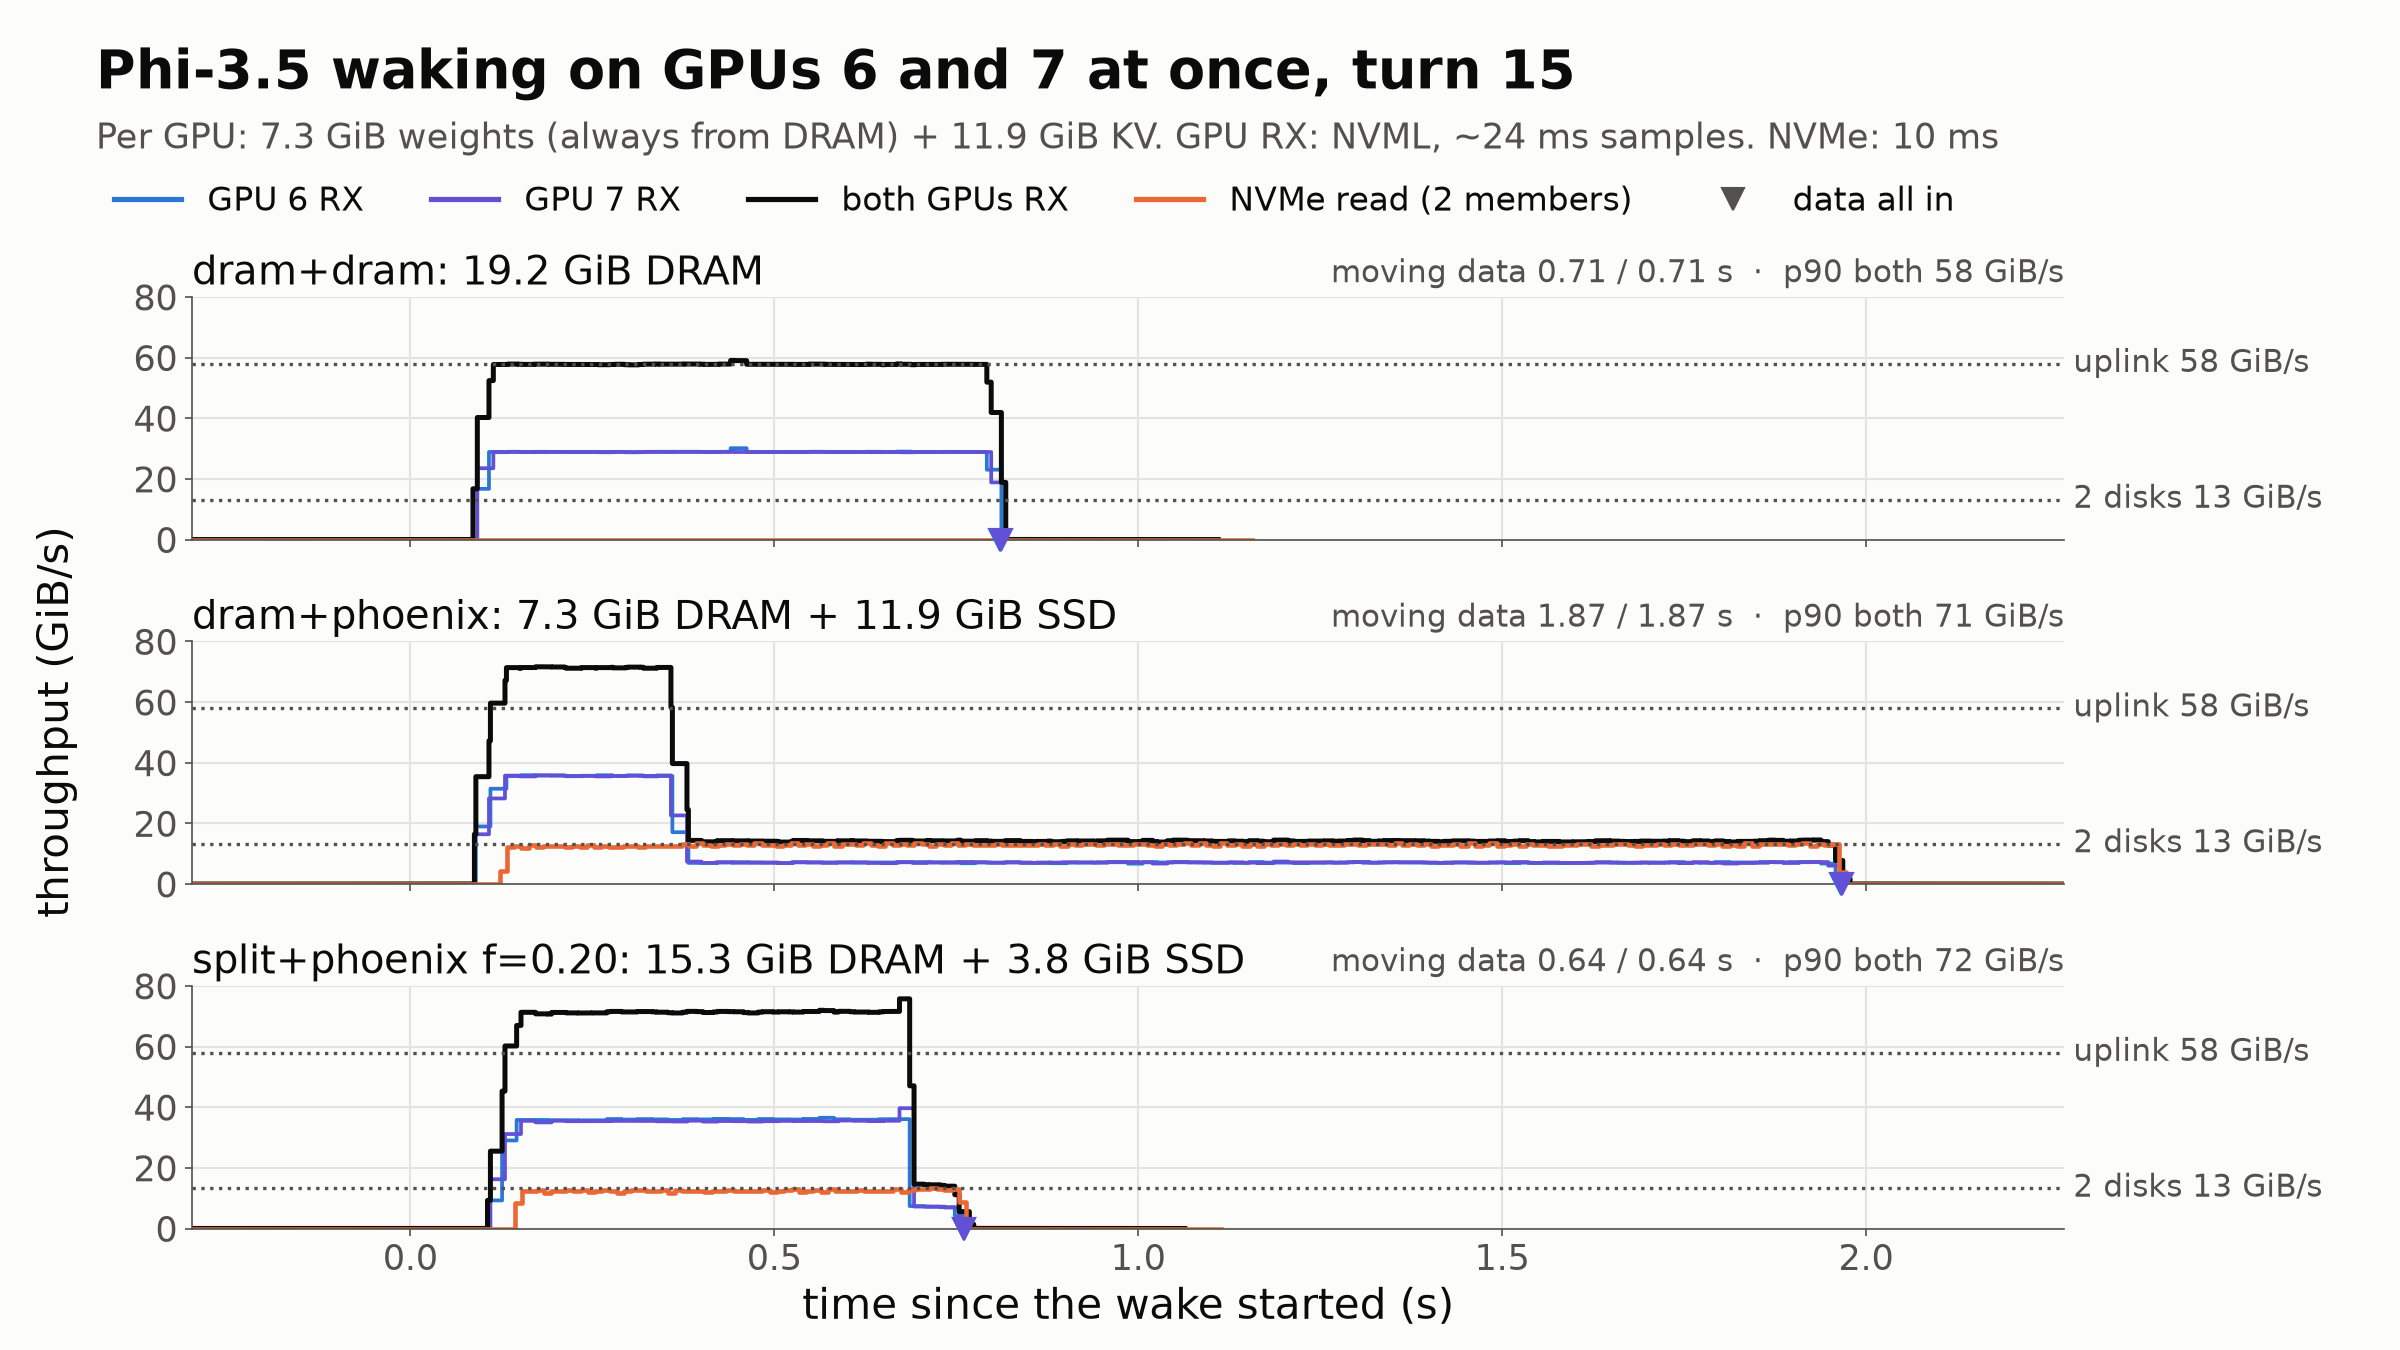 Phi-3.5 waking on GPUs 6 and 7 at once, turn 15
Per GPU: 7.3 GiB weights (always from DRAM) + 11.9 GiB KV. GPU RX: NVML, ~24 ms samples. NVMe: 10 ms
GPU 6 RX GPU 7 RX both GPUs RX NVMe read (2 members) data all in
dram+dram: 19.2 GiB DRAM moving data 0.71 / 0.71 s · p90 both 58 GiB/s
80
60
uplink 58 GiB/s
40
20
2 disks 13 GiB/s
0
dram+phoenix: 7.3 GiB DRAM + 11.9 GiB SSD moving data 1.87 / 1.87 s · p90 both 71 GiB/s
80
60
uplink 58 GiB/s
40
20
2 disks 13 GiB/s
0
split+phoenix f=0.20: 15.3 GiB DRAM + 3.8 GiB SSD moving data 0.64 / 0.64 s · p90 both 72 GiB/s
80
60
uplink 58 GiB/s
40
20
2 disks 13 GiB/s
0
0.0 0.5 1.0 1.5 2.0
time since the wake started (s)
throughput (GiB/s)